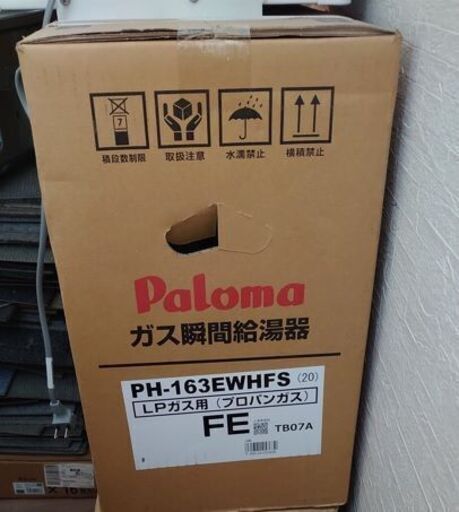 7
積段数制限 取扱注意 水濡禁止 横積禁止
Paloma
ガス瞬間給湯器
PH-163EWHFS (20)
LPガス用 (プロパンガス)
FE TB07A
× 16